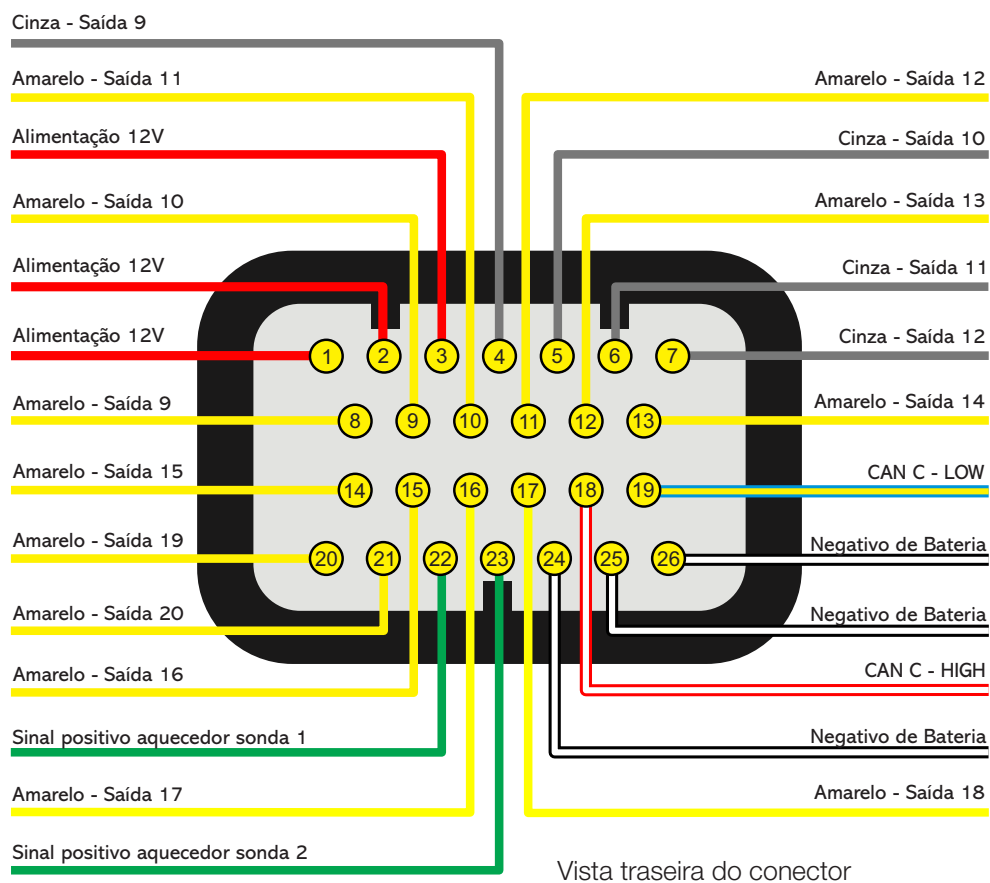 Cinza - Saída 9
Amarelo - Saída 11
Amarelo - Saída 12
Alimentação 12V
Cinza - Saída 10
Amarelo - Saída 10
Amarelo - Saída 13
Alimentação 12V
Cinza - Saída 11
Alimentação 12V
Cinza - Saída 12
1 2 3 4 5 6 7
Amarelo - Saída 9
Amarelo - Saída 14
8 9 10 11 12 13
Amarelo - Saída 15
CAN C - LOW
14 15 16 17 18 19
Amarelo - Saída 19
Negativo de Bateria
20 21 22 23 24 25 26
Amarelo - Saída 20
Negativo de Bateria
Amarelo - Saída 16
CAN C - HIGH
Sinal positivo aquecedor sonda 1
Negativo de Bateria
Amarelo - Saída 17
Amarelo - Saída 18
Sinal positivo aquecedor sonda 2
Vista traseira do conector